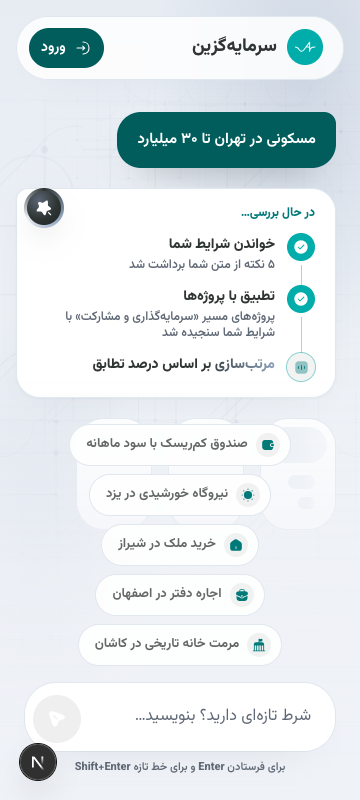 سرمایه‌گزین
ورود
مسکونی در تهران تا ۳۰ میلیارد
در حال بررسی...
خواندن شرایط شما
۵ نکته از متن شما برداشت شد
تطبیق با پروژه‌ها
پروژه‌های مسیر «سرمایه‌گذاری و مشارکت» با
شرایط شما سنجیده شد
مرتب‌سازی بر اساس درصد تطابق
صندوق کم‌ریسک با سود ماهانه
نیروگاه خورشیدی در یزد
خرید ملک در شیراز
اجاره دفتر در اصفهان
مرمت خانه تاریخی در کاشان
شرط تازه‌ای دارید؟ بنویسید...
برای فرستادن Enter و برای خط تازه Shift+Enter
N